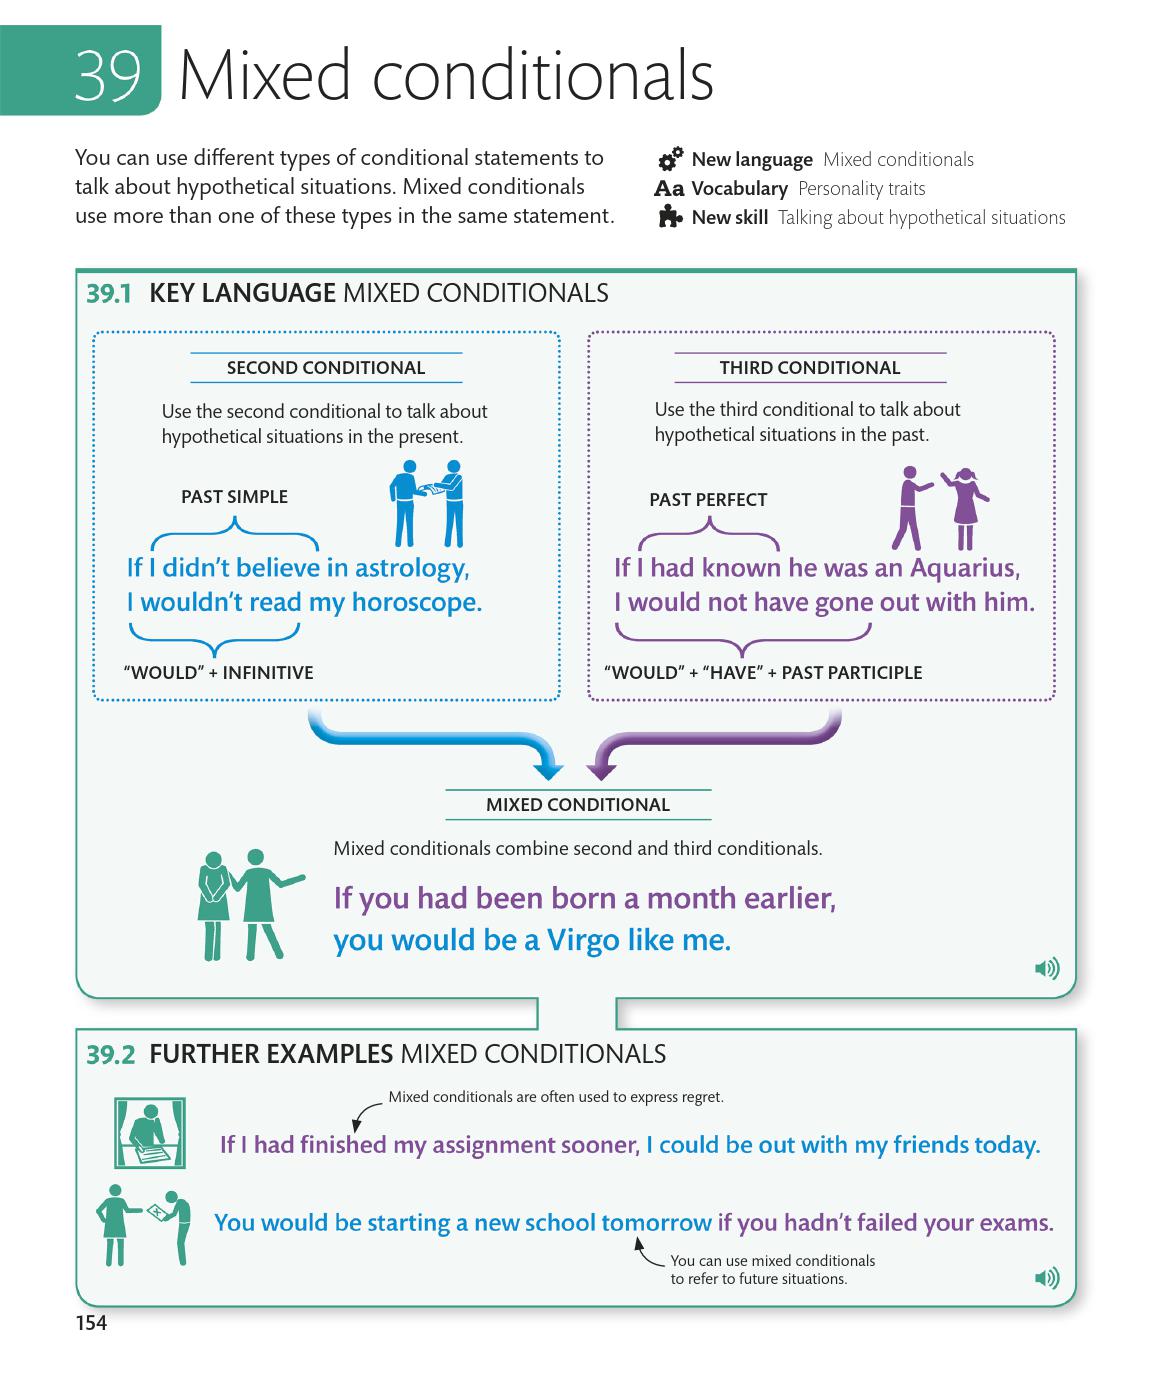 39 Mixed conditionals
You can use different types of conditional statements to
talk about hypothetical situations. Mixed conditionals
use more than one of these types in the same statement.
New language Mixed conditionals
Aa Vocabulary Personality traits
New skill Talking about hypothetical situations
39.1 KEY LANGUAGE MIXED CONDITIONALS
SECOND CONDITIONAL
Use the second conditional to talk about
hypothetical situations in the present.
PAST SIMPLE
If I didn’t believe in astrology,
I wouldn’t read my horoscope.
“WOULD” + INFINITIVE
THIRD CONDITIONAL
Use the third conditional to talk about
hypothetical situations in the past.
PAST PERFECT
If I had known he was an Aquarius,
I would not have gone out with him.
“WOULD” + “HAVE” + PAST PARTICIPLE
MIXED CONDITIONAL
Mixed conditionals combine second and third conditionals.
If you had been born a month earlier,
you would be a Virgo like me.
39.2 FURTHER EXAMPLES MIXED CONDITIONALS
Mixed conditionals are often used to express regret.
If I had finished my assignment sooner, I could be out with my friends today.
You would be starting a new school tomorrow if you hadn’t failed your exams.
You can use mixed conditionals
to refer to future situations.
154